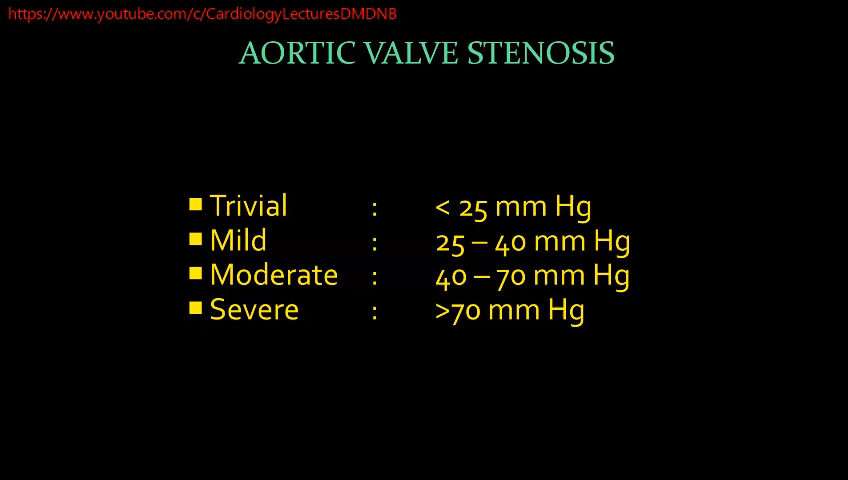 https://www.youtube.com/c/CardiologyLecturesDMDNB
AORTIC VALVE STENOSIS
■ Trivial : < 25 mm Hg
■ Mild : 25 – 40 mm Hg
■ Moderate : 40 – 70 mm Hg
■ Severe : >70 mm Hg